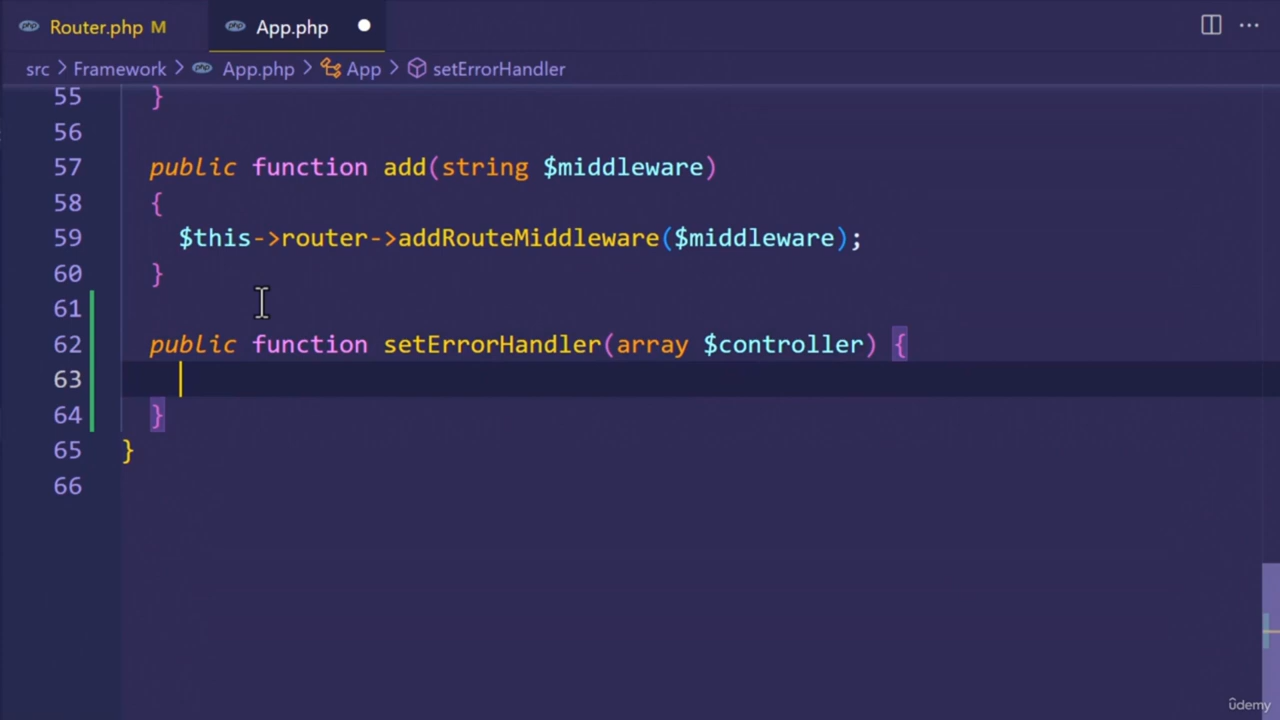 Router.php M App.php
src > Framework > App.php > App > setErrorHandler
55 }
56
57 public function add(string $middleware)
58 {
59 $this->router->addRouteMiddleware($middleware);
60 }
61
62 public function setErrorHandler(array $controller) {
63
64 }
65 }
66
ûdemy